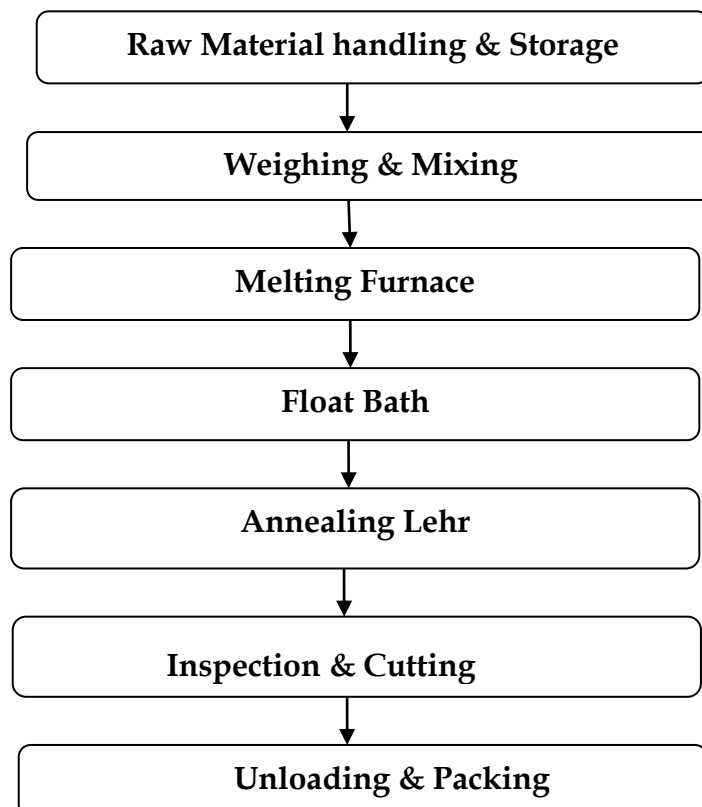 Raw Material handling & Storage
Weighing & Mixing
Melting Furnace
Float Bath
Annealing Lehr
Inspection & Cutting
Unloading & Packing